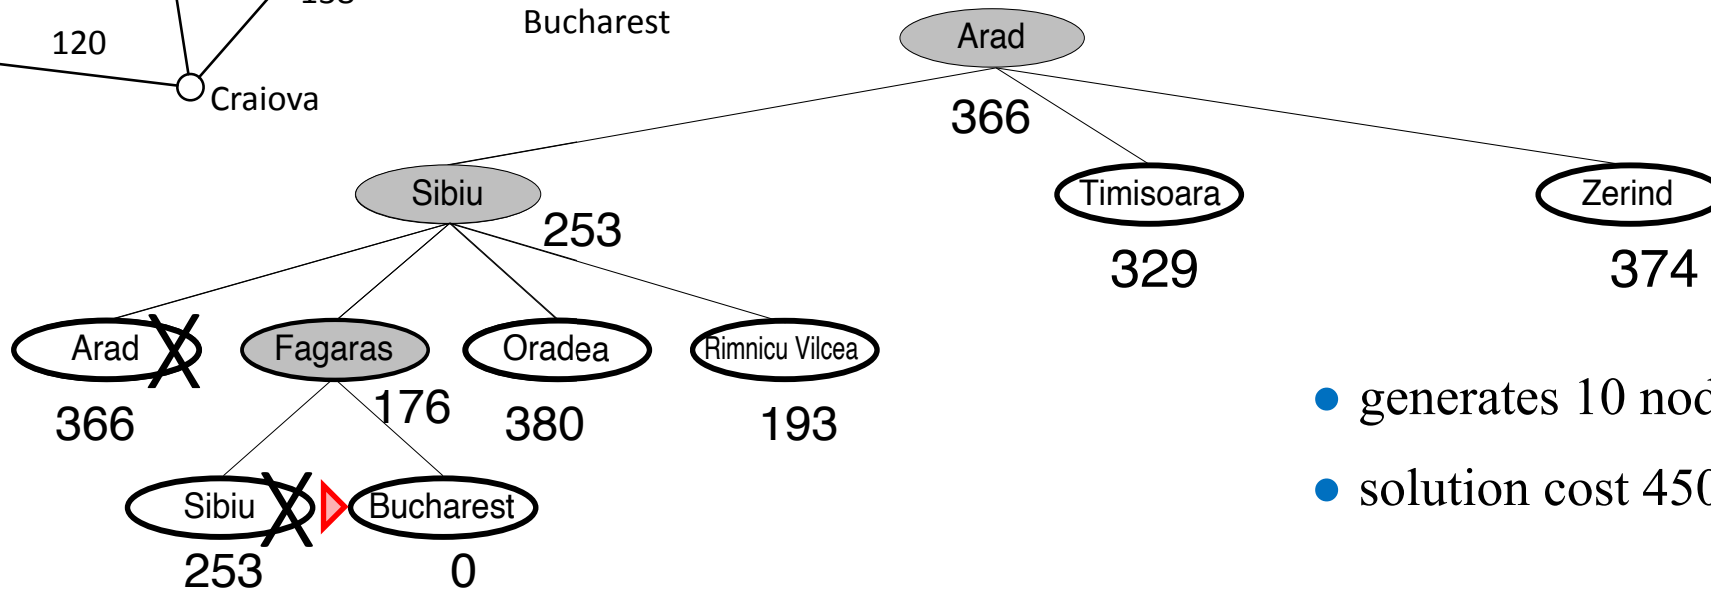 120
Craiova
Bucharest
Arad
366
Sibiu
253
Timisoara
329
Zerind
374
Arad X
366
Fagaras
176
Oradea
380
Rimnicu Vilcea
193
Sibiu X
253
Bucharest
0
• generates 10
• solution cost 450